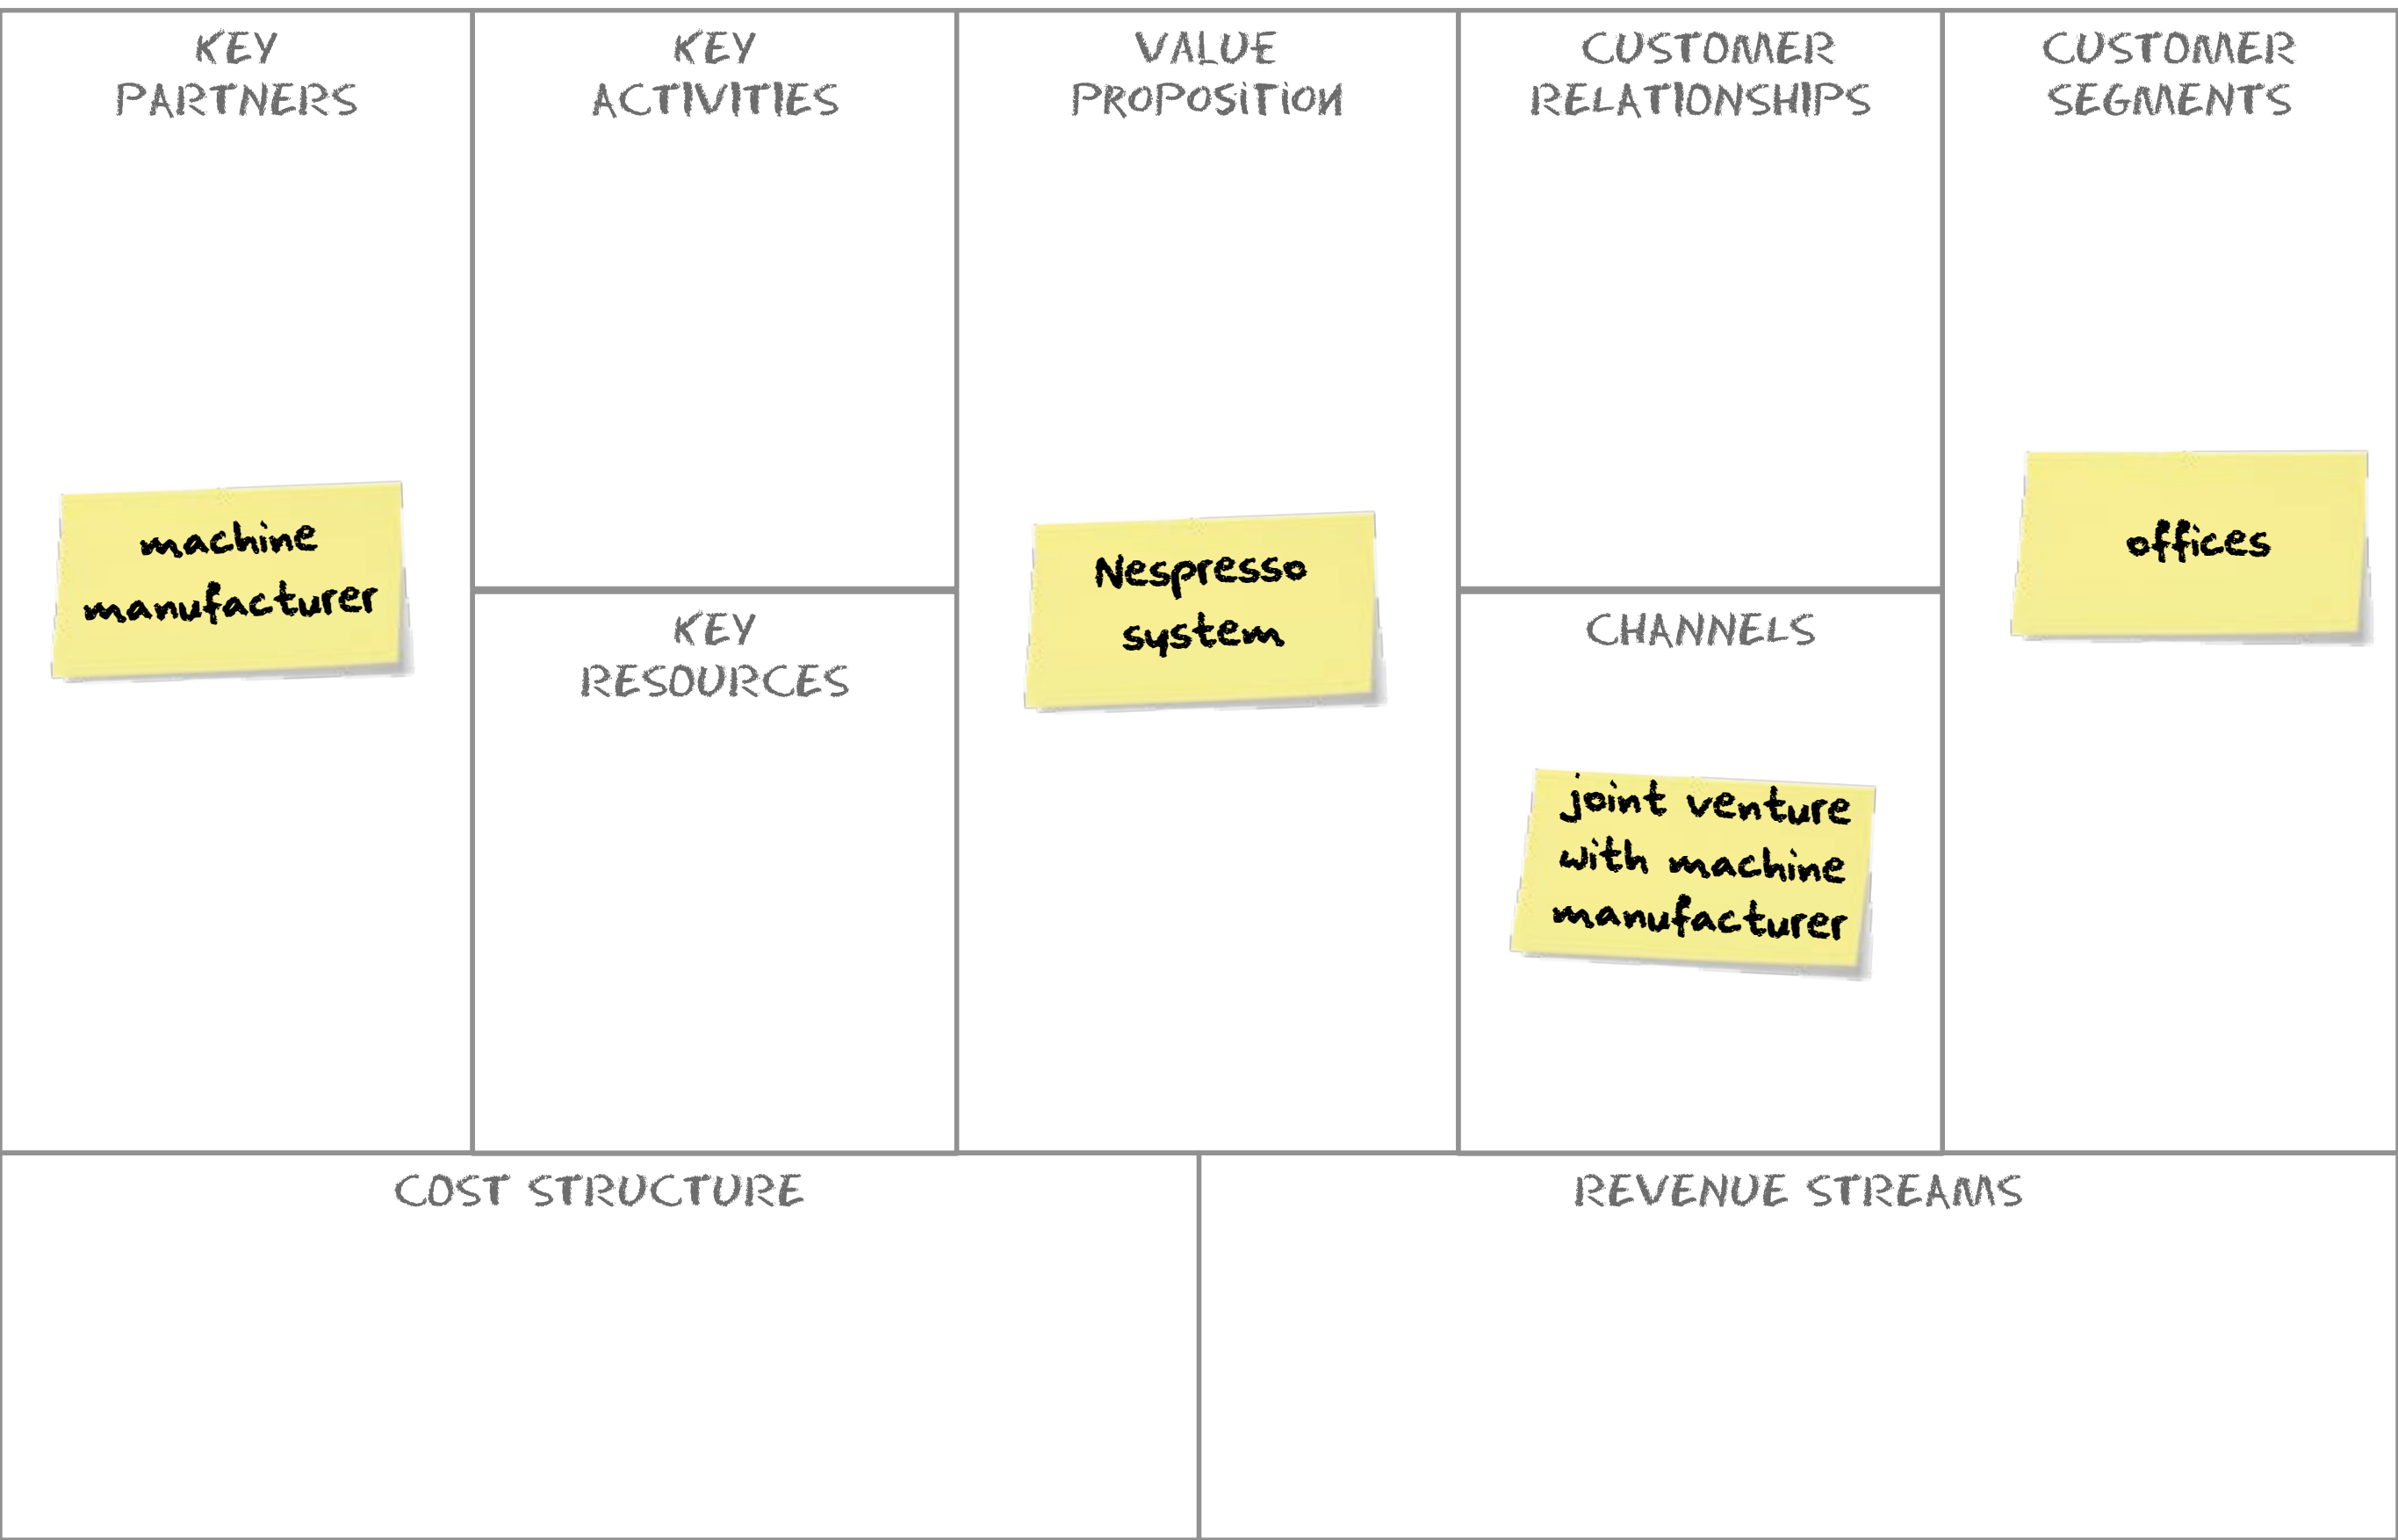 KEY
PARTNERS
machine
manufacturer
KEY
ACTIVITIES
KEY
RESOURCES
VALUE
PROPOSITION
Nespresso
system
CUSTOMER
RELATIONSHIPS
CHANNELS
joint venture
with machine
manufacturer
CUSTOMER
SEGMENTS
offices
COST STRUCTURE
REVENUE STREAMS